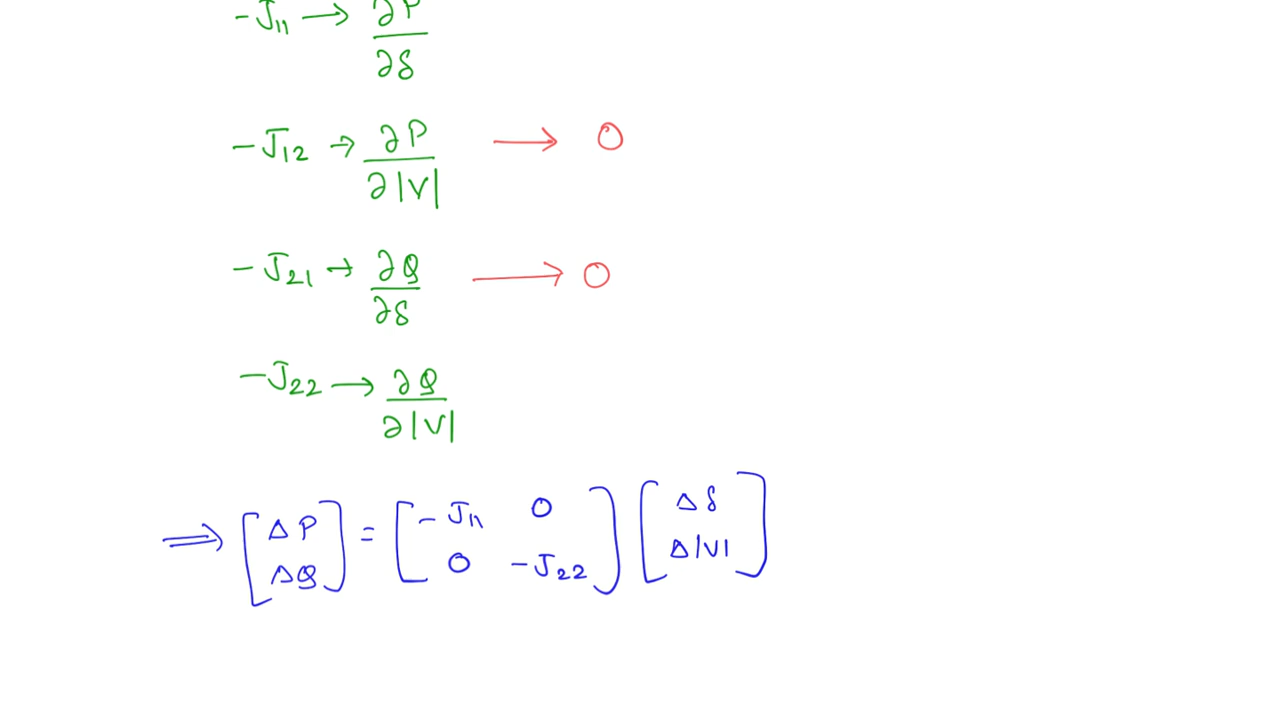 -J₁₁ → ∂P/∂δ
-J₁₂ → ∂P/∂|V| → 0
-J₂₁ → ∂Q/∂δ → 0
-J₂₂ → ∂Q/∂|V|
⟹ [ΔP; ΔQ] = [-J₁₁ 0; 0 -J₂₂] [Δδ; Δ|V|]